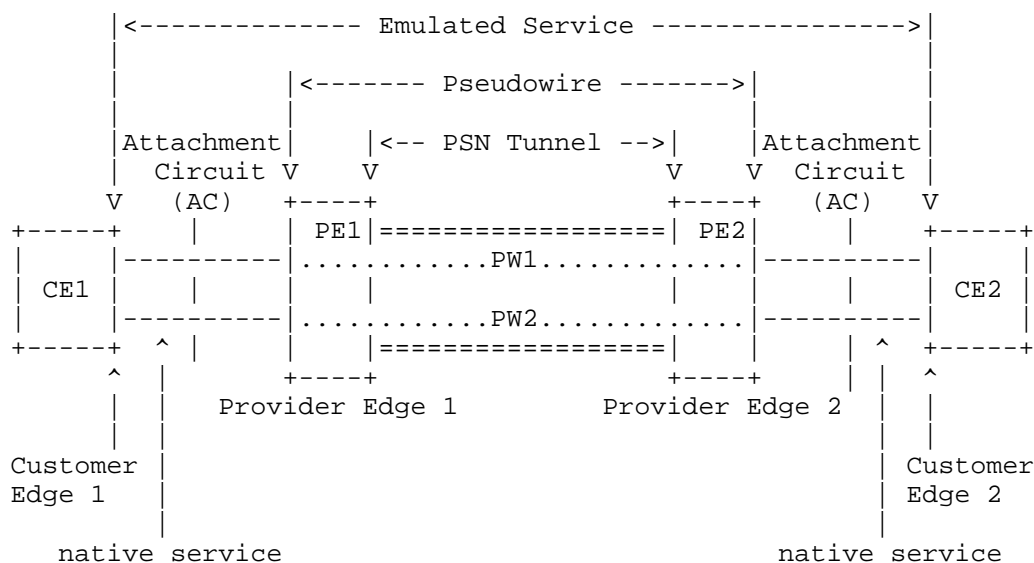 |<-------------- Emulated Service ---------------->|
|<------- Pseudowire ------->|
|Attachment| |<-- PSN Tunnel -->| |Attachment|
Circuit V V V V Circuit
V (AC) +----+ +----+ (AC) V
+-----+ | | PE1|==================| PE2| | +-----+
| |----------|............PW1.............|----------| |
| CE1 | | | | | | | | CE2 |
| |----------|............PW2.............|----------| |
+-----+ ^ | | |==================| | | ^ +-----+
^ | +----+ +----+ | | ^
| | Provider Edge 1 Provider Edge 2 | |
Customer | | Customer
Edge 1 | | Edge 2
native service native service